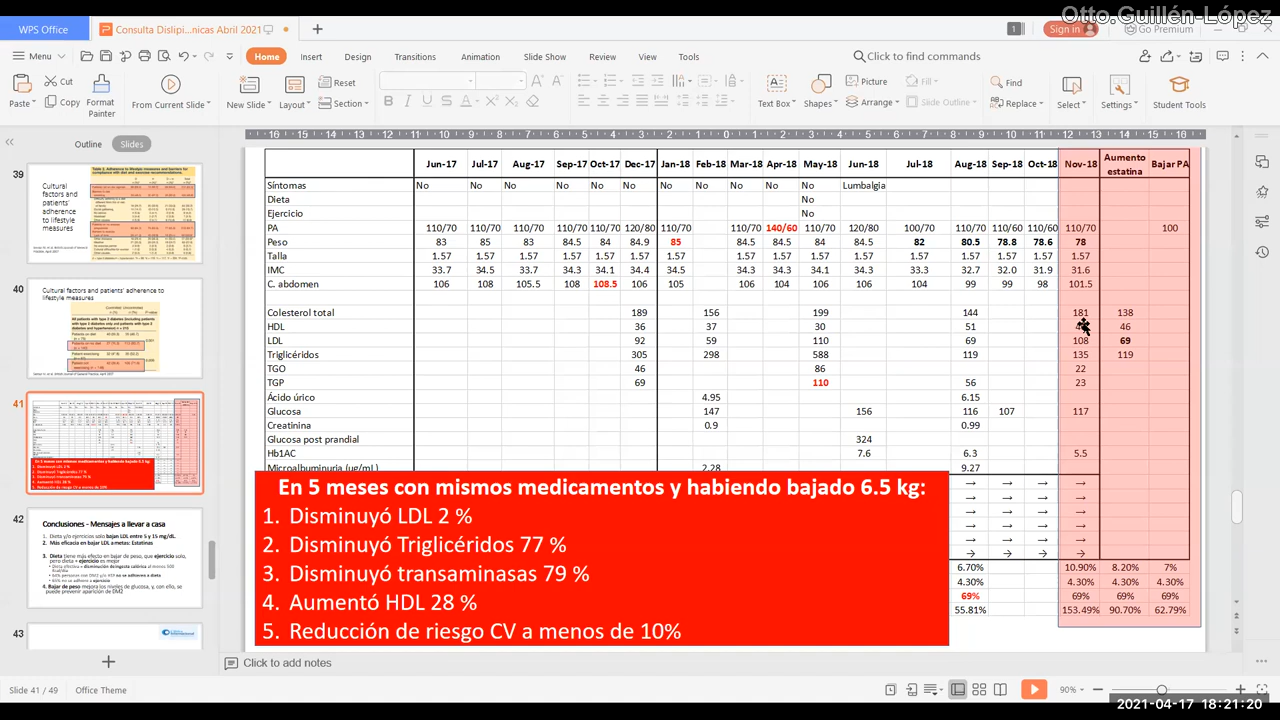 Otto.Guillén-López
WPS Office
Consulta Dislipi...nicas Abril 2021
1
Sign in
Go Premium
Menu
Home
Insert
Design
Transitions
Animation
Slide Show
Review
View
Tools
Click to find commands
Paste
Cut
Copy
Format Painter
From Current Slide
New Slide
Layout
Reset
Section
Text Box
Shapes
Picture
Arrange
Fill
Slide Outline
Find
Replace
Select
Settings
Student Tools
Outline
Slides
39
Cultural factors and patients' adherence to lifestyle measures
40
Cultural factors and patients' adherence to lifestyle measures
41
42
Conclusiones - Mensajes a llevar a casa
43
Jun-17 Jul-17 Aug-17 Sep-17 Oct-17 Dec-17 Jan-18 Feb-18 Mar-18 Apr-18 Jun-18 Jul-18 Aug-18 Sep-18 Oct-18 Nov-18 Aumento estatina Bajar PA
Síntomas No No No No No No No No No No No Lumbalgia
Dieta No
Ejercicio No
PA 110/70 110/70 110/70 110/70 110/70 120/80 110/70 110/70 140/60 110/70 120/80 100/70 110/70 110/60 110/60 110/70 100
Peso 83 85 83 84.5 84 84.9 85 84.5 84.5 84 84.3 82 80.5 78.8 78.6 78
Talla 1.57 1.57 1.57 1.57 1.57 1.57 1.57 1.57 1.57 1.57 1.57 1.57 1.57 1.57 1.57 1.57
IMC 33.7 34.5 33.7 34.3 34.1 34.4 34.5 34.3 34.3 34.1 34.3 33.3 32.7 32.0 31.9 31.6
C. abdomen 106 108 105.5 108 108.5 106 105 106 104 106 106 104 99 99 98 101.5
Colesterol total 189 156 199 144 181 138
HDL 36 37 30 51 46
LDL 92 59 110 69 108 69
Triglicéridos 305 298 588 119 135 119
TGO 46 86 22
TGP 69 110 56 23
Ácido úrico 4.95 6.15
Glucosa 147 156 116 107 117
Creatinina 0.9 0.99
Glucosa post prandial 324
Hb1AC 7.6 6.3 5.5
Microalbuminuria (ug/mL) 2.28 9.27
→ → → →
→ → → →
→ → → →
→ → → →
→ → → →
→ → → →
6.70% 10.90% 8.20% 7%
4.30% 4.30% 4.30% 4.30%
69% 69% 69% 69%
55.81% 153.49% 90.70% 62.79%
En 5 meses con mismos medicamentos y habiendo bajado 6.5 kg:
1. Disminuyó LDL 2 %
2. Disminuyó Triglicéridos 77 %
3. Disminuyó transaminasas 79 %
4. Aumentó HDL 28 %
5. Reducción de riesgo CV a menos de 10%
Click to add notes
Slide 41 / 49
Office Theme
90%
2021-04-17 18:21:20